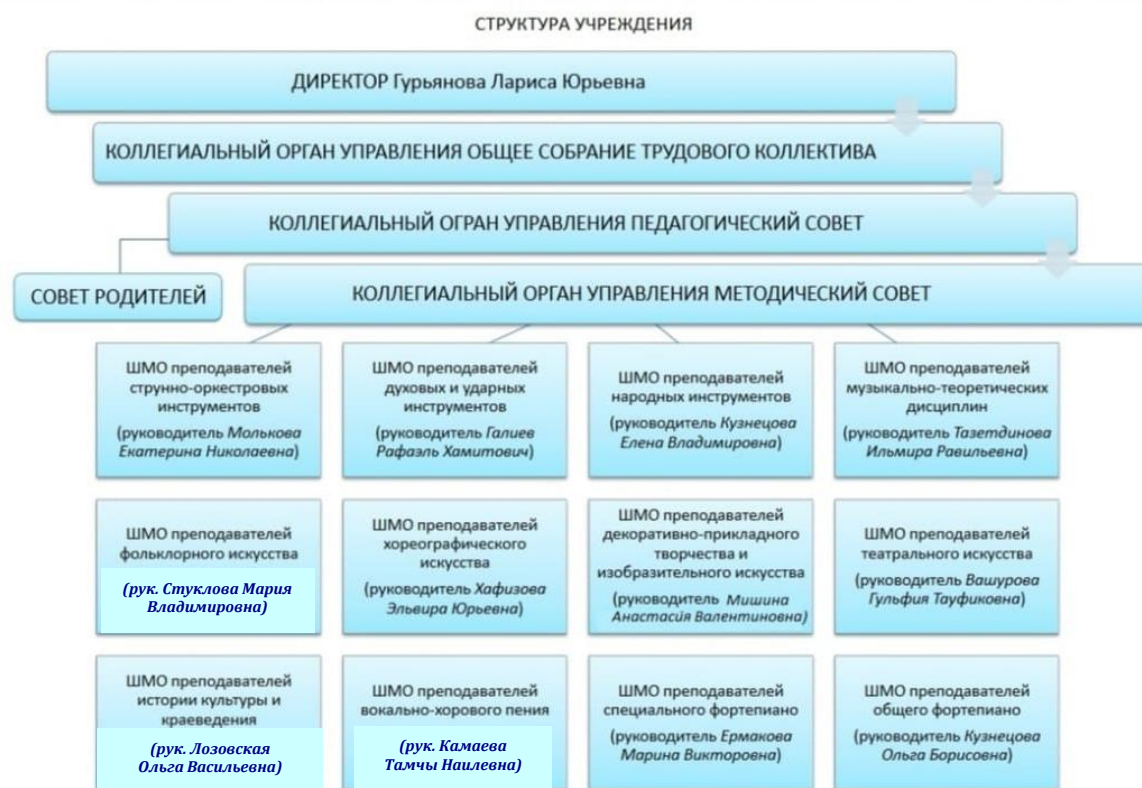 СТРУКТУРА УЧРЕЖДЕНИЯ
ДИРЕКТОР Гурьянова Лариса Юрьевна
КОЛЛЕГИАЛЬНЫЙ ОРГАН УПРАВЛЕНИЯ ОБЩЕЕ СОБРАНИЕ ТРУДОВОГО КОЛЛЕКТИВА
КОЛЛЕГИАЛЬНЫЙ ОГРАН УПРАВЛЕНИЯ ПЕДАГОГИЧЕСКИЙ СОВЕТ
СОВЕТ РОДИТЕЛЕЙ
КОЛЛЕГИАЛЬНЫЙ ОРГАН УПРАВЛЕНИЯ МЕТОДИЧЕСКИЙ СОВЕТ
ШМО преподавателей
струнно-оркестровых
инструментов
(руководитель Молькова
Екатерина Николаевна)
ШМО преподавателей
духовых и ударных
инструментов
(руководитель Галиев
Рафаэль Хамитович)
ШМО преподавателей
народных инструментов
(руководитель Кузнецова
Елена Владимировна)
ШМО преподавателей
музыкально-теоретических
дисциплин
(руководитель Тазетдинова
Ильмира Равильевна)
ШМО преподавателей
фольклорного искусства
(рук. Стуклова Мария
Владимировна)
ШМО преподавателей
хореографического
искусства
(руководитель Хафизова
Эльвира Юрьевна)
ШМО преподавателей
декоративно-прикладного
творчества и
изобразительного искусства
(руководитель Мишина
Анастасия Валентиновна)
ШМО преподавателей
театрального искусства
(руководитель Вашурова
Гульфия Тауфиковна)
ШМО преподавателей
истории культуры и
краеведения
(рук. Лозовская
Ольга Васильевна)
ШМО преподавателей
вокально-хорового пения
(рук. Камаева
Тамчы Наилевна)
ШМО преподавателей
специального фортепиано
(руководитель Ермакова
Марина Викторовна)
ШМО преподавателей
общего фортепиано
(руководитель Кузнецова
Ольга Борисовна)